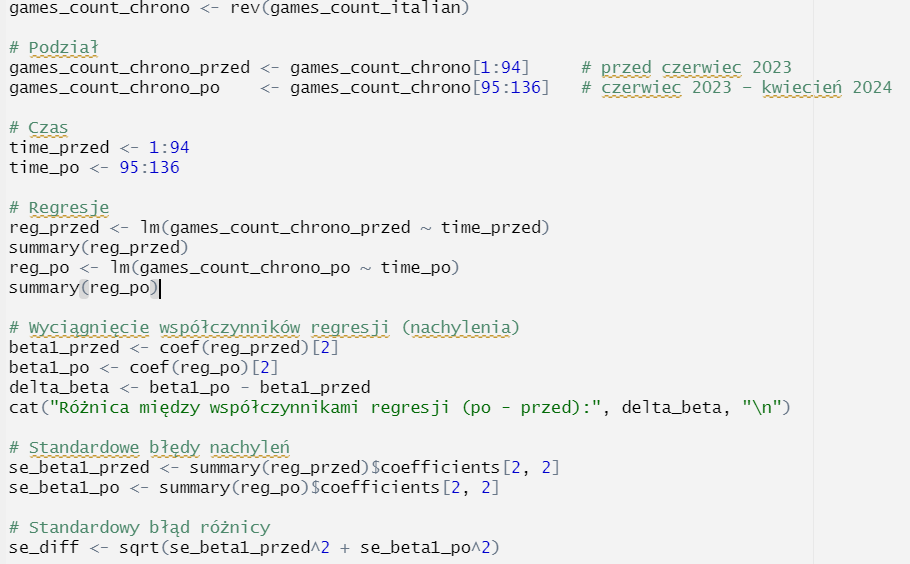 games_count_chrono <- rev(games_count_italian)
# Podział
games_count_chrono_przed <- games_count_chrono[1:94]     # przed czerwiec 2023
games_count_chrono_po    <- games_count_chrono[95:136]   # czerwiec 2023 - kwiecień 2024
# Czas
time_przed <- 1:94
time_po <- 95:136
# Regresje
reg_przed <- lm(games_count_chrono_przed ~ time_przed)
summary(reg_przed)
reg_po <- lm(games_count_chrono_po ~ time_po)
summary(reg_po)
# Wyciągnięcie współczynników regresji (nachylenia)
beta1_przed <- coef(reg_przed)[2]
beta1_po <- coef(reg_po)[2]
delta_beta <- beta1_po - beta1_przed
cat("Różnica między współczynnikami regresji (po - przed):", delta_beta, "\n")
# Standardowe błędy nachyleń
se_beta1_przed <- summary(reg_przed)$coefficients[2, 2]
se_beta1_po <- summary(reg_po)$coefficients[2, 2]
# Standardowy błąd różnicy
se_diff <- sqrt(se_beta1_przed^2 + se_beta1_po^2)